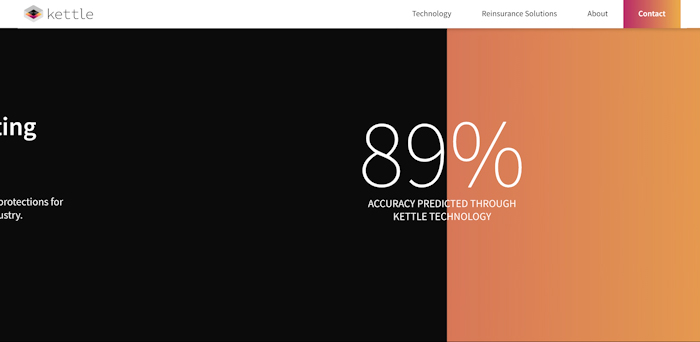 kettle
Technology
Reinsurance Solutions
About
Contact
ting
protections for
ustry.
89%
ACCURACY PREDICTED THROUGH
KETTLE TECHNOLOGY